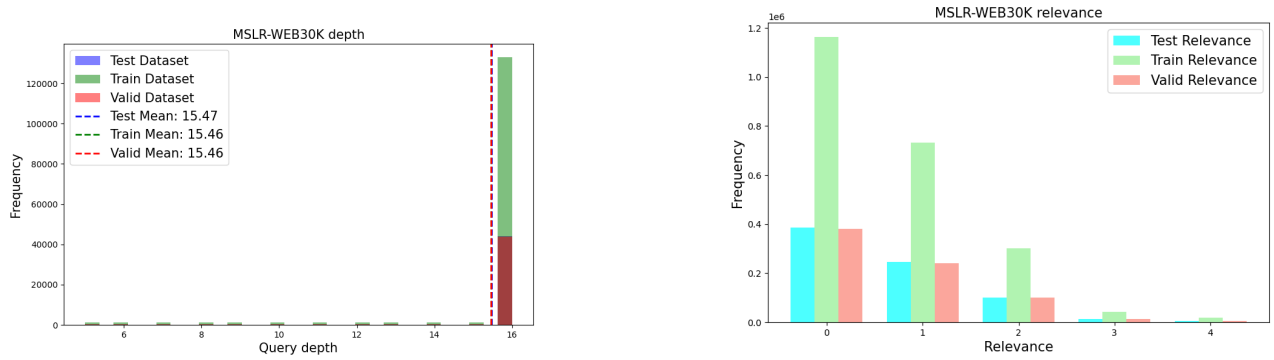 MSLR-WEB30K depth
Test Dataset
Train Dataset
Valid Dataset
Test Mean: 15.47
Train Mean: 15.46
Valid Mean: 15.46
Frequency
120000
100000
80000
60000
40000
20000
0
6
8
10
12
14
16
Query depth
MSLR-WEB30K relevance
1e6
Test Relevance
Train Relevance
Valid Relevance
Frequency
1.2
1.0
0.8
0.6
0.4
0.2
0.0
0
1
2
3
4
Relevance